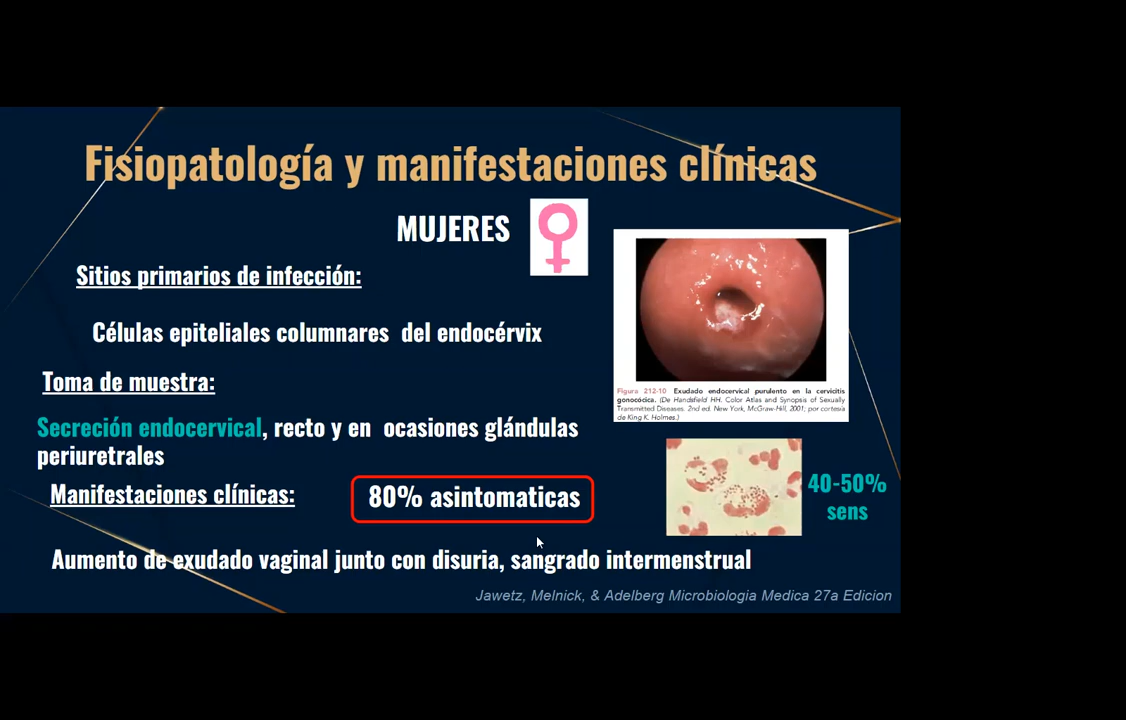 Fisiopatología y manifestaciones clínicas
MUJERES
Sitios primarios de infección:
Células epiteliales columnares del endocérvix
Toma de muestra:
Secreción endocervical, recto y en ocasiones glándulas
periuretrales
Manifestaciones clínicas:
80% asintomaticas
Aumento de exudado vaginal junto con disuria, sangrado intermenstrual
Figura 212-10 Exudado endocervical purulento en la cervicitis
gonocócica. (De Handsfield HH. Color Atlas and Synopsis of Sexually
Transmitted Diseases. 2nd ed. New York, McGraw-Hill, 2001; por cortesía
de King K. Holmes.)
40-50%
sens
Jawetz, Melnick, & Adelberg Microbiologia Medica 27a Edicion